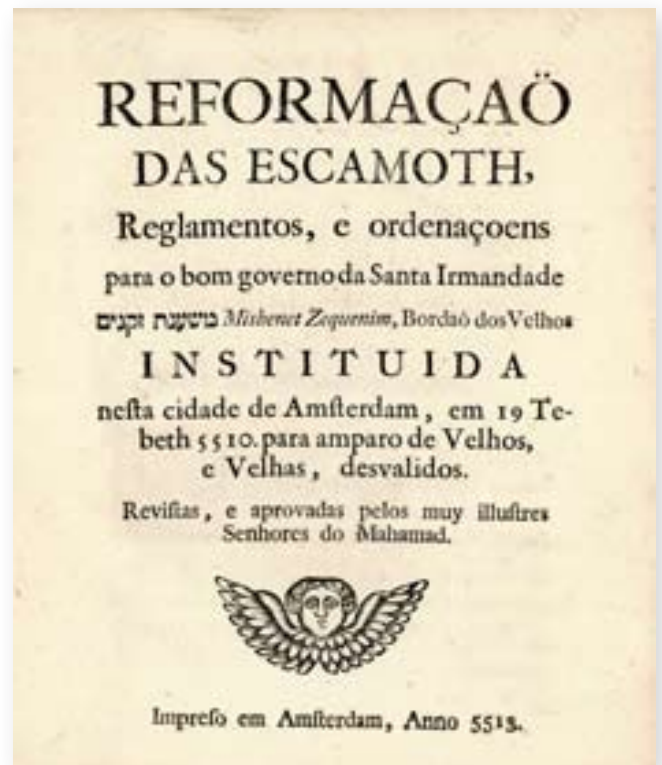 REFORMAÇAÖ
DAS ESCAMOTH,
Reglamentos, e ordenaçoens
para o bom governo da Santa Irmandade
משענת זקנים Mishenet Zequenim, Bordaò dos Velhos
INSTITUIDA
neſta cidade de Amſterdam, em 19 Te-
beth 5510. para amparo de Velhos,
e Velhas, desvalidos.
Reviſtas, e aprovadas pelos muy illuſtres
Senhores do Mahamad.
Impreſo em Amſterdam, Anno 5513.